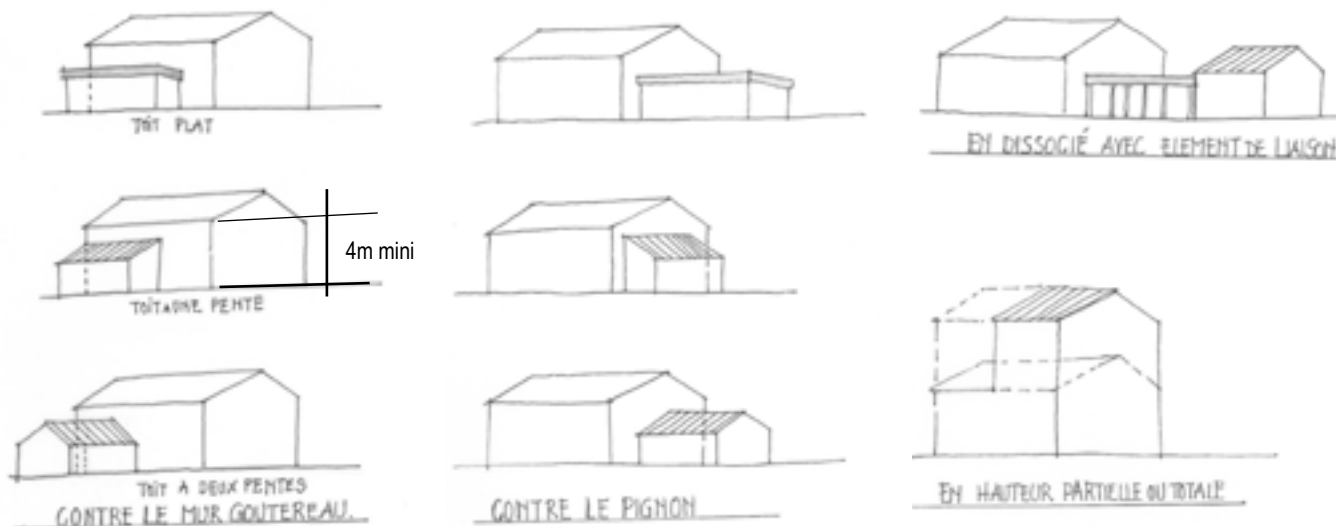 TOIT PLAT
EN DISSOCIÉ AVEC ELEMENT DE LIAISON
4m mini
TOIT A UNE PENTE
TOIT A DEUX PENTES
CONTRE LE MUR GOUTEREAU.
CONTRE LE PIGNON
EN HAUTEUR PARTIELLE OU TOTALE